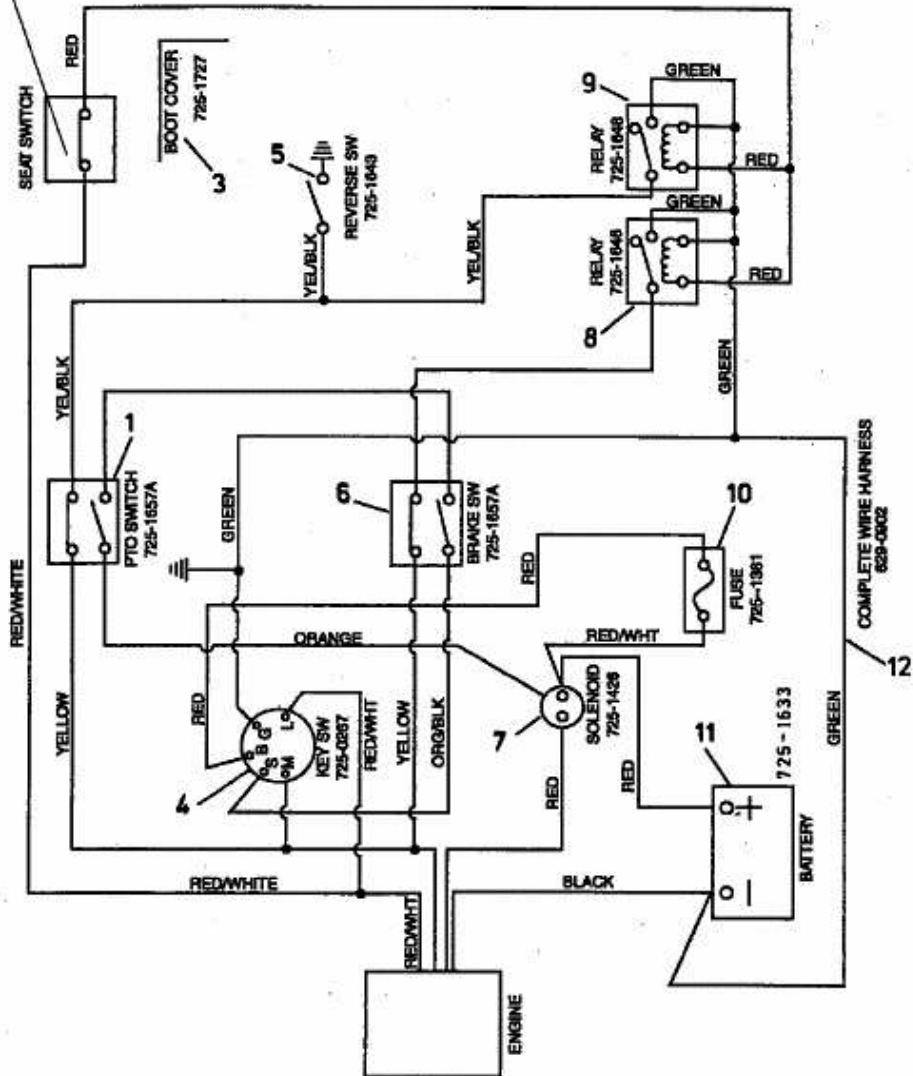 RED
SEAT SWITCH
BOOT COVER
725-1727
3
5
REVERSE SW
725-1643
YEL/BLK
9
GREEN
RELAY
725-1648
RED
GREEN
RELAY
725-1648
RED
8
YEL/BLK
GREEN
YEL/BLK
1
PTO SWITCH
725-1657A
GREEN
6
BRAKE SW
725-1657A
10
RED
FUSE
725-1381
COMPLETE WIRE HARNESS
629-0902
RED/WHITE
ORANGE
RED/WHT
12
YELLOW
RED
G
L
B
S
M
KEY SW
725-0267
4
RED/WHT
YELLOW
ORG/BLK
SOLENOID
725-1426
7
RED
RED
11
725-1633
GREEN
+
−
BATTERY
RED/WHITE
BLACK
RED/WHT
ENGINE